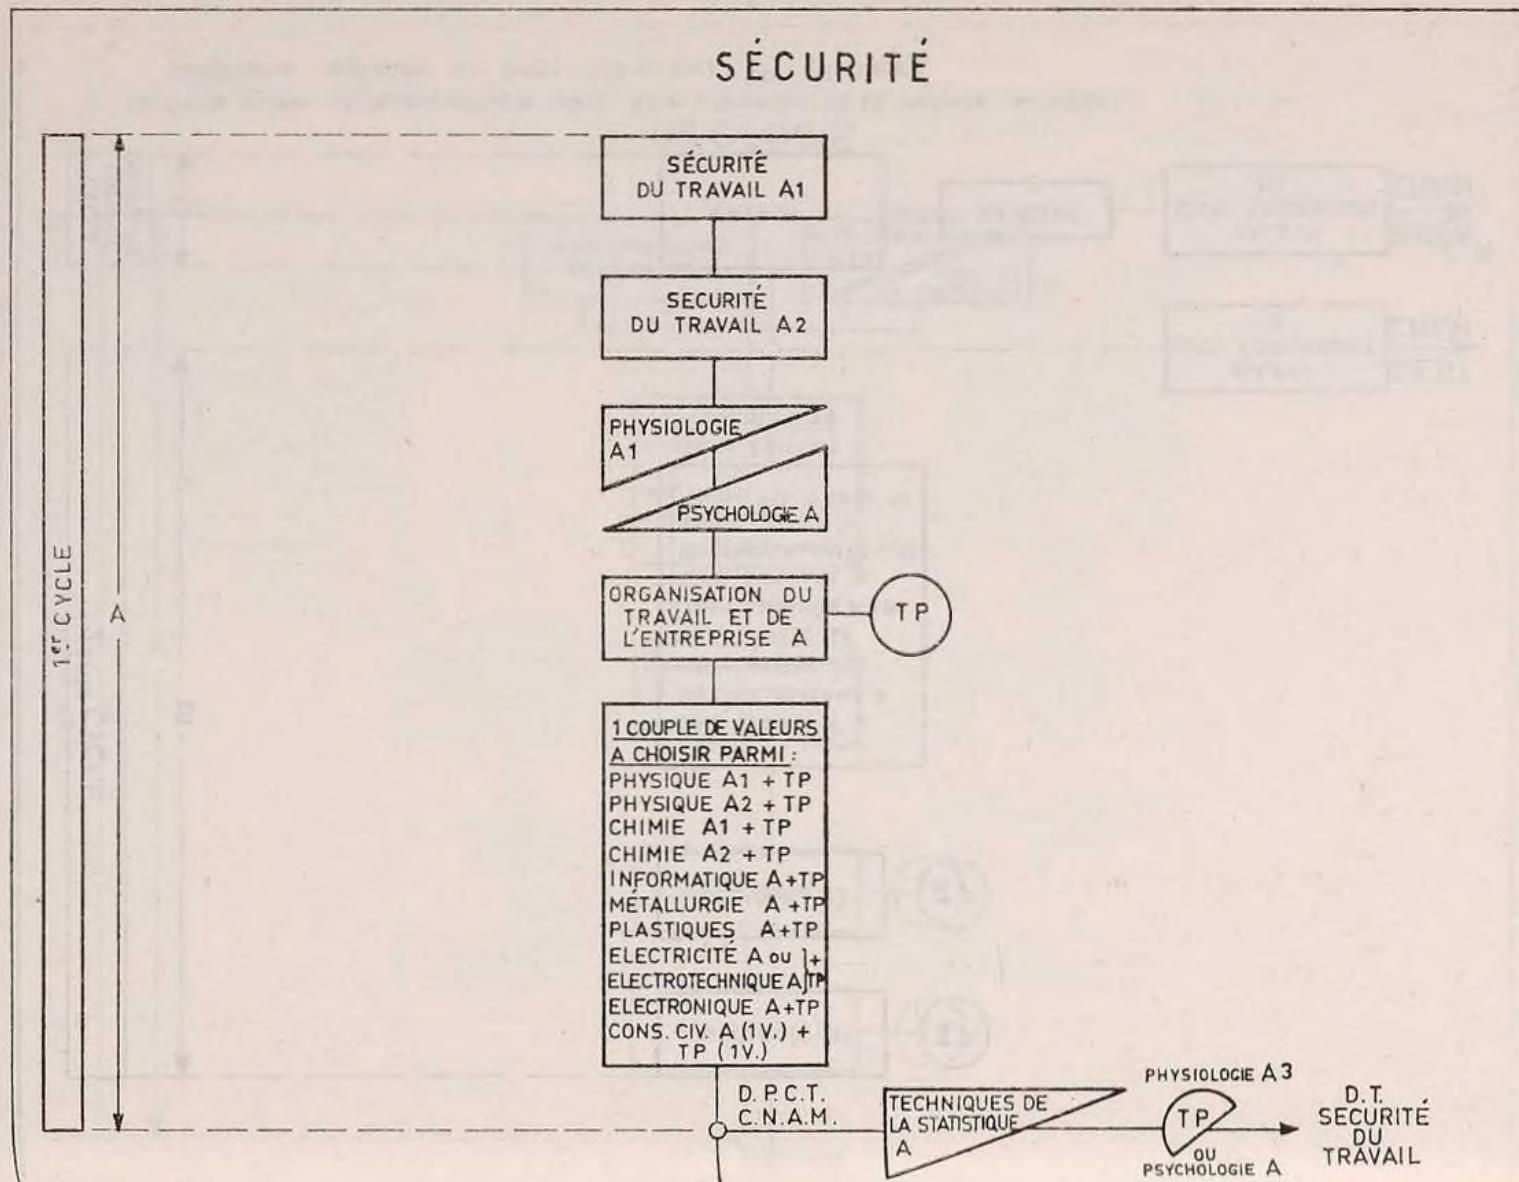 SÉCURITÉ
1er CYCLE
A
SÉCURITÉ
DU TRAVAIL A1
SECURITÉ
DU TRAVAIL A2
PHYSIOLOGIE
A1
PSYCHOLOGIE A
ORGANISATION DU
TRAVAIL ET DE
L'ENTREPRISE A
TP
1 COUPLE DE VALEURS
A CHOISIR PARMI :
PHYSIQUE A1 + TP
PHYSIQUE A2 + TP
CHIMIE A1 + TP
CHIMIE A2 + TP
INFORMATIQUE A+TP
MÉTALLURGIE A +TP
PLASTIQUES A+TP
ELECTRICITÉ A ou }+
ELECTROTECHNIQUE A}TP
ELECTRONIQUE A+TP
CONS. CIV. A (1V.) +
TP (1V.)
D.P.C.T.
C.N.A.M.
TECHNIQUES DE
LA STATISTIQUE
A
PHYSIOLOGIE A3
TP
OU
PSYCHOLOGIE A
D.T.
SECURITÉ
DU
TRAVAIL